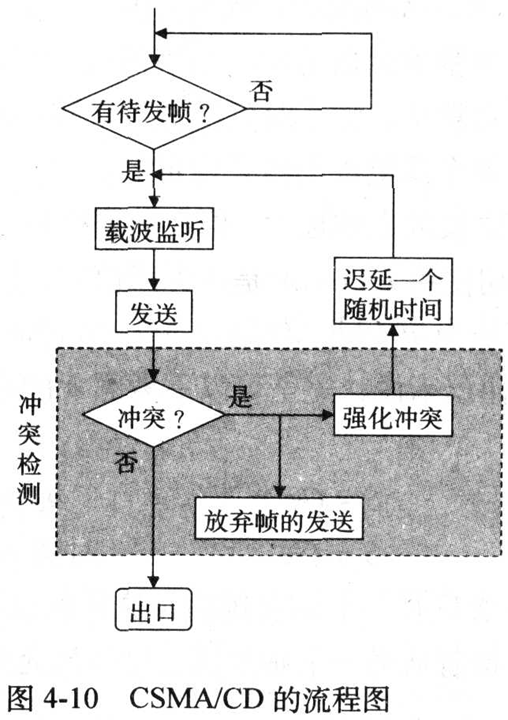 有待发帧？
否
是
载波监听
发送
迟延一个
随机时间
冲突检测
冲突？
是
强化冲突
否
放弃帧的发送
出口
图 4-10 CSMA/CD 的流程图